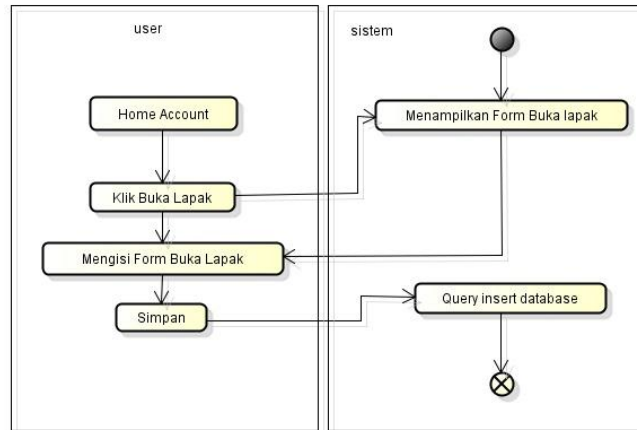 user
sistem
Home Account
Menampilkan Form Buka lapak
Klik Buka Lapak
Mengisi Form Buka Lapak
Simpan
Query insert database